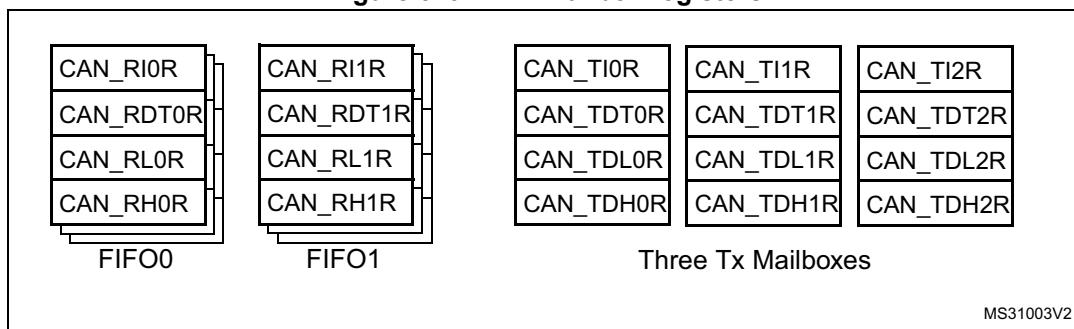 CAN_RI0R CAN_RI1R CAN_TI0R CAN_TI1R CAN_TI2R
CAN_RDT0R CAN_RDT1R CAN_TDT0R CAN_TDT1R CAN_TDT2R
CAN_RL0R CAN_RL1R CAN_TDL0R CAN_TDL1R CAN_TDL2R
CAN_RH0R CAN_RH1R CAN_TDH0R CAN_TDH1R CAN_TDH2R
FIFO0 FIFO1 Three Tx Mailboxes
MS31003V2